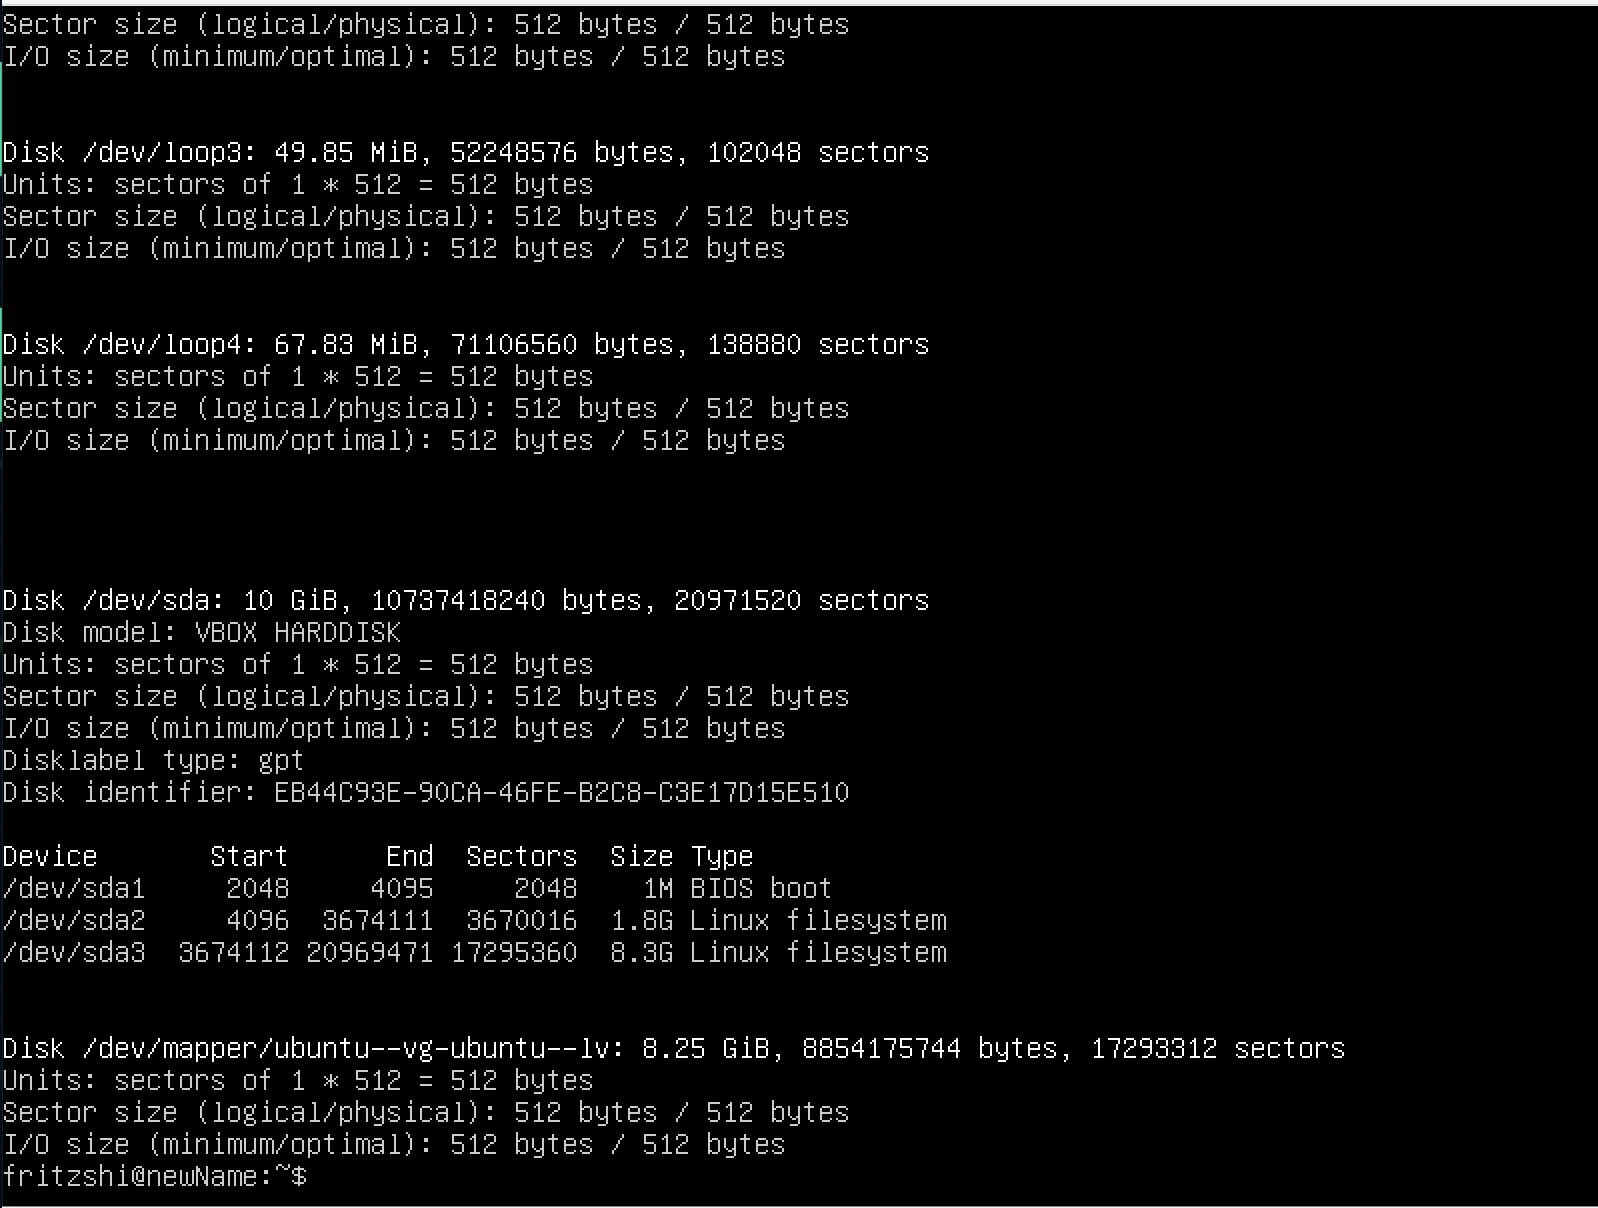 Sector size (logical/physical): 512 bytes / 512 bytes
I/O size (minimum/optimal): 512 bytes / 512 bytes
Disk /dev/loop3: 49.85 MiB, 52248576 bytes, 102048 sectors
Units: sectors of 1 * 512 = 512 bytes
Sector size (logical/physical): 512 bytes / 512 bytes
I/O size (minimum/optimal): 512 bytes / 512 bytes
Disk /dev/loop4: 67.83 MiB, 71106560 bytes, 138880 sectors
Units: sectors of 1 * 512 = 512 bytes
Sector size (logical/physical): 512 bytes / 512 bytes
I/O size (minimum/optimal): 512 bytes / 512 bytes
Disk /dev/sda: 10 GiB, 10737418240 bytes, 20971520 sectors
Disk model: VBOX HARDDISK
Units: sectors of 1 * 512 = 512 bytes
Sector size (logical/physical): 512 bytes / 512 bytes
I/O size (minimum/optimal): 512 bytes / 512 bytes
Disklabel type: gpt
Disk identifier: EB44C93E-90CA-46FE-B2C8-C3E17D15E510
Device       Start      End  Sectors  Size Type
/dev/sda1     2048     4095     2048    1M BIOS boot
/dev/sda2     4096  3674111  3670016  1.8G Linux filesystem
/dev/sda3  3674112 20969471 17295360  8.3G Linux filesystem
Disk /dev/mapper/ubuntu--vg-ubuntu--lv: 8.25 GiB, 8854175744 bytes, 17293312 sectors
Units: sectors of 1 * 512 = 512 bytes
Sector size (logical/physical): 512 bytes / 512 bytes
I/O size (minimum/optimal): 512 bytes / 512 bytes
fritzshi@newName:~$